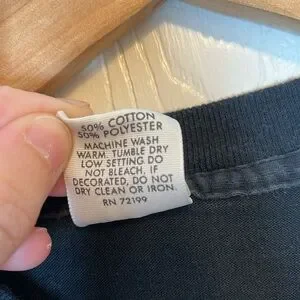 50% COTTON
50% POLYESTER
MACHINE WASH
WARM. TUMBLE DRY
LOW SETTING. DO
NOT BLEACH. IF
DECORATED, DO NOT
DRY CLEAN OR IRON.
RN 72199